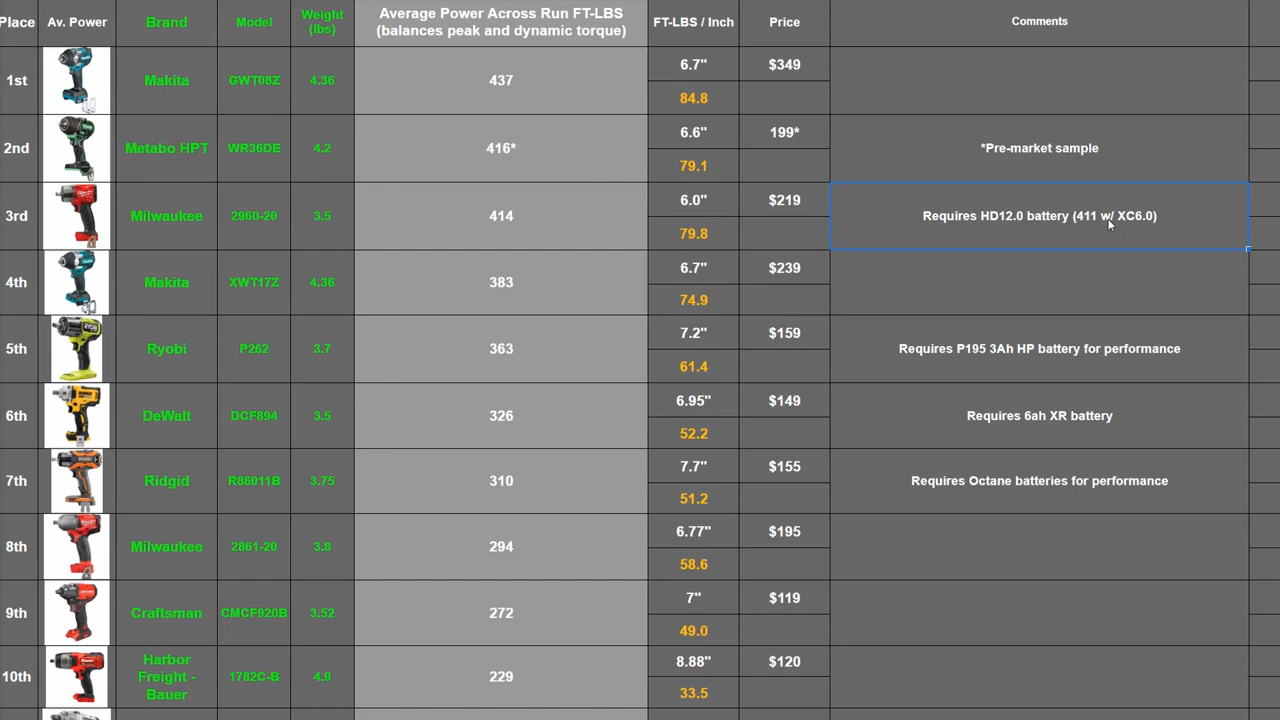 Place
Av. Power
Brand
Model
Weight
(lbs)
Average Power Across Run FT-LBS
(balances peak and dynamic torque)
FT-LBS / Inch
Price
Comments
1st
Makita
GWT08Z
4.36
437
6.7"
84.8
$349
2nd
Metabo HPT
WR36DE
4.2
416*
6.6"
79.1
199*
*Pre-market sample
3rd
Milwaukee
2960-20
3.5
414
6.0"
79.8
$219
Requires HD12.0 battery (411 w/ XC6.0)
4th
Makita
XWT17Z
4.36
383
6.7"
74.9
$239
5th
RYOBI
Ryobi
P262
3.7
363
7.2"
61.4
$159
Requires P195 3Ah HP battery for performance
6th
DeWalt
DCF894
3.5
326
6.95"
52.2
$149
Requires 6ah XR battery
7th
Ridgid
R86011B
3.75
310
7.7"
51.2
$155
Requires Octane batteries for performance
8th
Milwaukee
2861-20
3.8
294
6.77"
58.6
$195
9th
Craftsman
CMCF920B
3.52
272
7"
49.0
$119
10th
Harbor
Freight -
Bauer
1782C-B
4.9
229
8.88"
33.5
$120